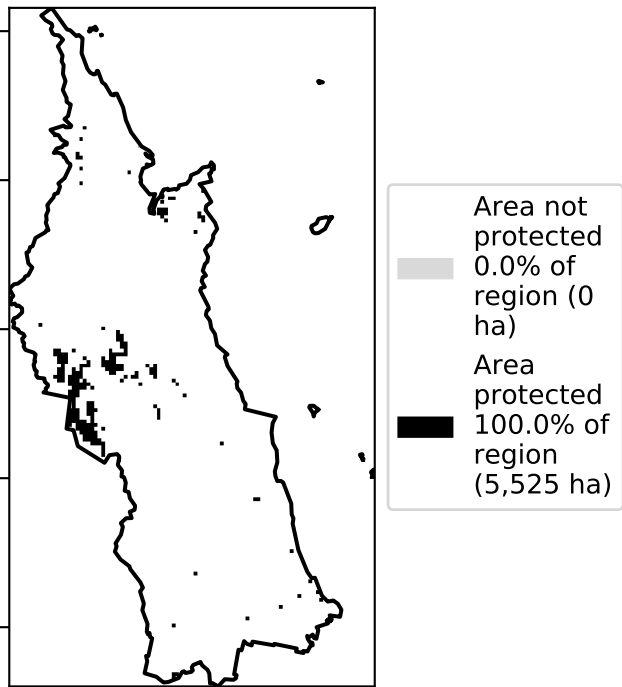 Area not
protected
0.0% of
region (0
ha)
Area
protected
100.0% of
region
(5,525 ha)